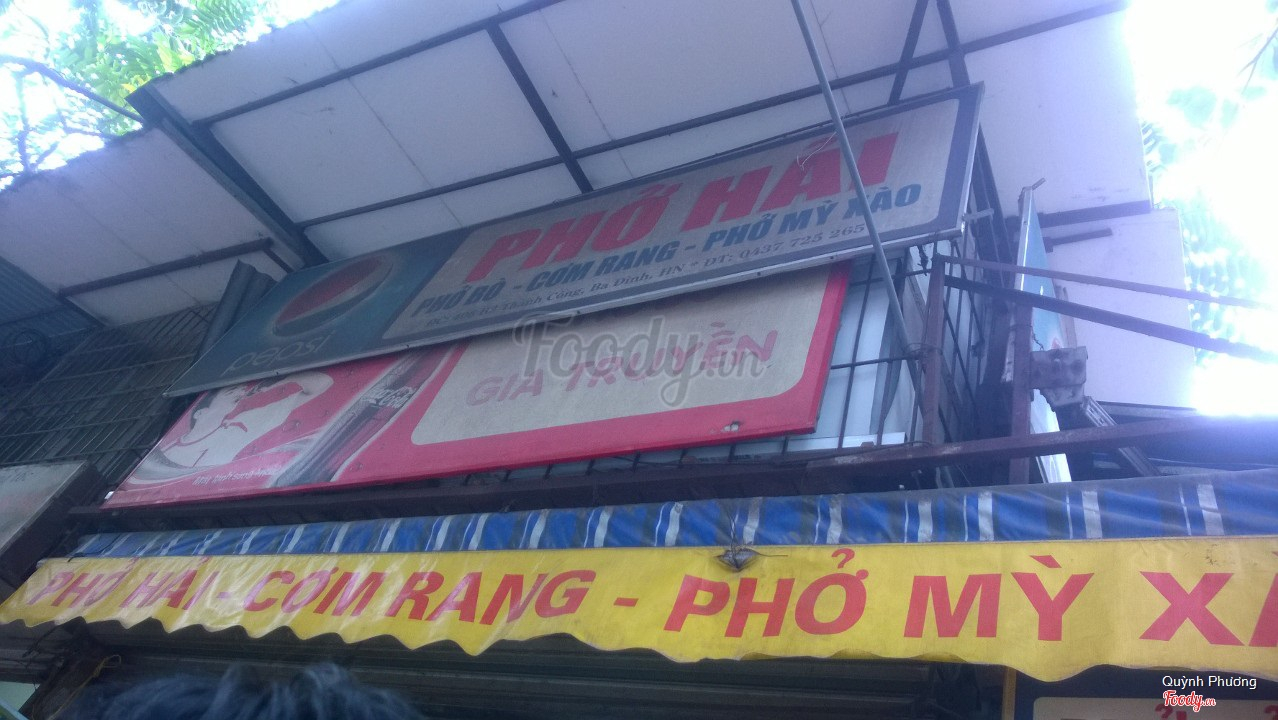 PHỞ HẢI
PHỞ BÒ - CƠM RANG - PHỞ MỲ XÀO
Thành Công, Ba Đình, HN - ĐT: 0437 725 265
pepsi
GIA TRUYỀN
Foody.vn
PHỞ HẢI - CƠM RANG - PHỞ MỲ
Quỳnh Phương
Foody.vn